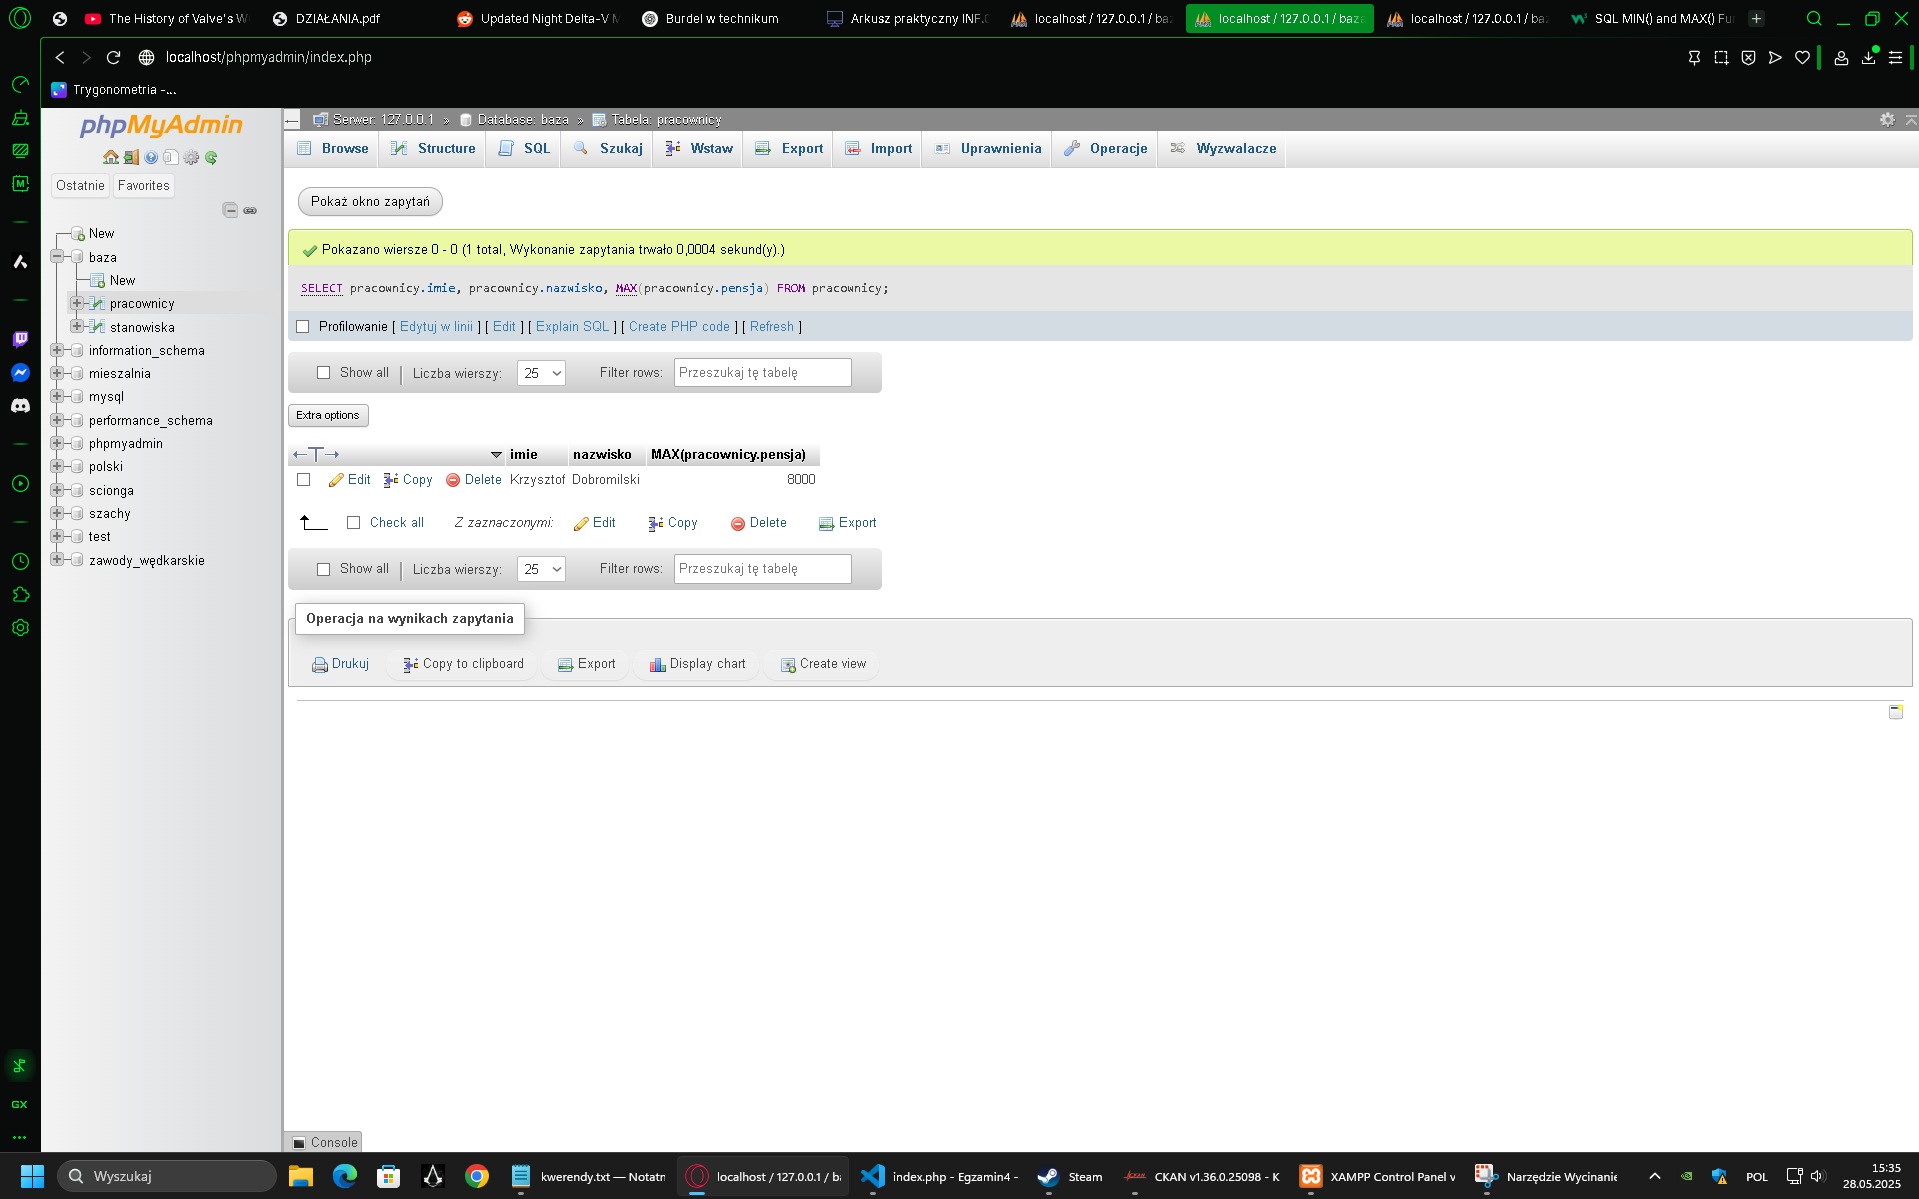 The History of Valve's W
DZIAŁANIA.pdf
Updated Night Delta-V M
Burdel w technikum
Arkusz praktyczny INF.0
localhost / 127.0.0.1 / baz
localhost / 127.0.0.1 / baza
localhost / 127.0.0.1 / baz
SQL MIN() and MAX() Fu
localhost/phpmyadmin/index.php
Trygonometria -...
phpMyAdmin
Ostatnie
Favorites
New
baza
New
pracownicy
stanowiska
information_schema
mieszalnia
mysql
performance_schema
phpmyadmin
polski
scionga
szachy
test
zawody_wędkarskie
Serwer: 127.0.0.1 » Database: baza » Tabela: pracownicy
Browse
Structure
SQL
Szukaj
Wstaw
Export
Import
Uprawnienia
Operacje
Wyzwalacze
Pokaż okno zapytań
Pokazano wiersze 0 - 0 (1 total, Wykonanie zapytania trwało 0,0004 sekund(y).)
SELECT pracownicy.imie, pracownicy.nazwisko, MAX(pracownicy.pensja) FROM pracownicy;
Profilowanie [ Edytuj w linii ] [ Edit ] [ Explain SQL ] [ Create PHP code ] [ Refresh ]
Show all | Liczba wierszy: 25 Filter rows: Przeszukaj tę tabelę
Extra options
←T→ imie nazwisko MAX(pracownicy.pensja)
Edit Copy Delete Krzysztof Dobromilski 8000
Check all Z zaznaczonymi: Edit Copy Delete Export
Show all | Liczba wierszy: 25 Filter rows: Przeszukaj tę tabelę
Operacja na wynikach zapytania
Drukuj
Copy to clipboard
Export
Display chart
Create view
Console
GX
Wyszukaj
kwerendy.txt — Notatn
localhost / 127.0.0.1 / ba
index.php - Egzamin4 -
Steam
CKAN v1.36.0.25098 - K
XAMPP Control Panel v
Narzędzie Wycinanie
POL
15:35
28.05.2025